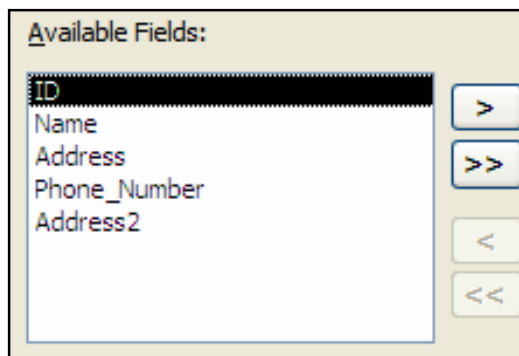 Available Fields:
ID
Name
Address
Phone_Number
Address2
>
>>
<
<<